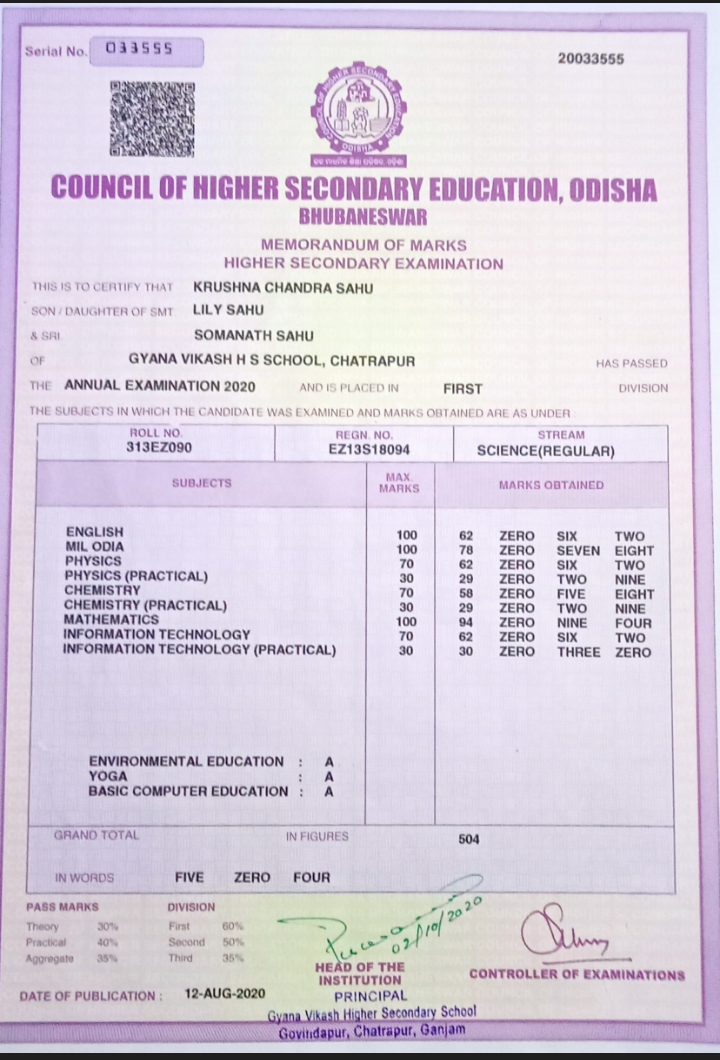 Serial No. 033555
20033555
COUNCIL OF HIGHER SECONDARY EDUCATION
ODISHA
COUNCIL OF HIGHER SECONDARY EDUCATION, ODISHA
BHUBANESWAR
MEMORANDUM OF MARKS
HIGHER SECONDARY EXAMINATION
THIS IS TO CERTIFY THAT KRUSHNA CHANDRA SAHU
SON / DAUGHTER OF SMT LILY SAHU
& SRI SOMANATH SAHU
OF GYANA VIKASH H S SCHOOL, CHATRAPUR HAS PASSED
THE ANNUAL EXAMINATION 2020 AND IS PLACED IN FIRST DIVISION
THE SUBJECTS IN WHICH THE CANDIDATE WAS EXAMINED AND MARKS OBTAINED ARE AS UNDER :
ROLL NO. REGN. NO. STREAM
313EZ090 EZ13S18094 SCIENCE(REGULAR)
SUBJECTS MAX. MARKS MARKS OBTAINED
ENGLISH 100 62 ZERO SIX TWO
MIL ODIA 100 78 ZERO SEVEN EIGHT
PHYSICS 70 62 ZERO SIX TWO
PHYSICS (PRACTICAL) 30 29 ZERO TWO NINE
CHEMISTRY 70 58 ZERO FIVE EIGHT
CHEMISTRY (PRACTICAL) 30 29 ZERO TWO NINE
MATHEMATICS 100 94 ZERO NINE FOUR
INFORMATION TECHNOLOGY 70 62 ZERO SIX TWO
INFORMATION TECHNOLOGY (PRACTICAL) 30 30 ZERO THREE ZERO
ENVIRONMENTAL EDUCATION : A
YOGA : A
BASIC COMPUTER EDUCATION : A
GRAND TOTAL IN FIGURES 504
IN WORDS FIVE ZERO FOUR
PASS MARKS DIVISION
Theory 30% First 60%
Practical 40% Second 50%
Aggregate 35% Third 35%
02/10/2020
HEAD OF THE
INSTITUTION
CONTROLLER OF EXAMINATIONS
DATE OF PUBLICATION : 12-AUG-2020
PRINCIPAL
Gyana Vikash Higher Secondary School
Govindapur, Chatrapur, Ganjam